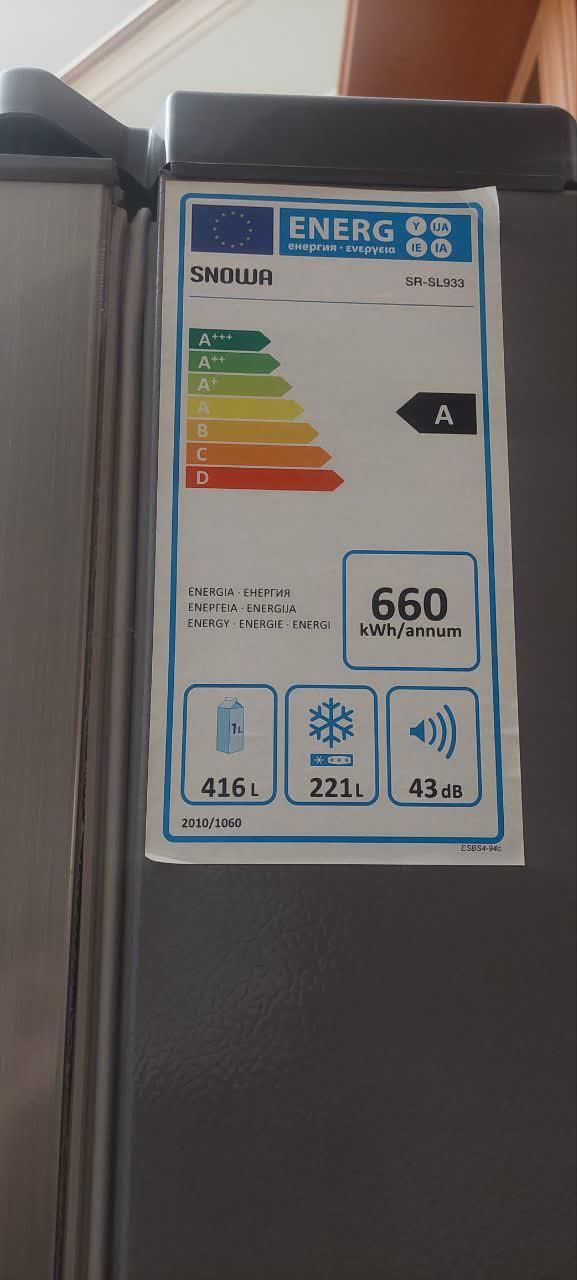 ENERG Y IJA IE IA
енергия · ενεργεια
SNOWA
SR-SL933
A+++
A++
A+
A
B
C
D
A
ENERGIA · ЕНЕРГИЯ
ΕΝΕΡΓΕΙΑ · ENERGIJA
ENERGY · ENERGIE · ENERGI
660
kWh/annum
1L
416 L
221 L
43 dB
2010/1060
ESBS4-94c